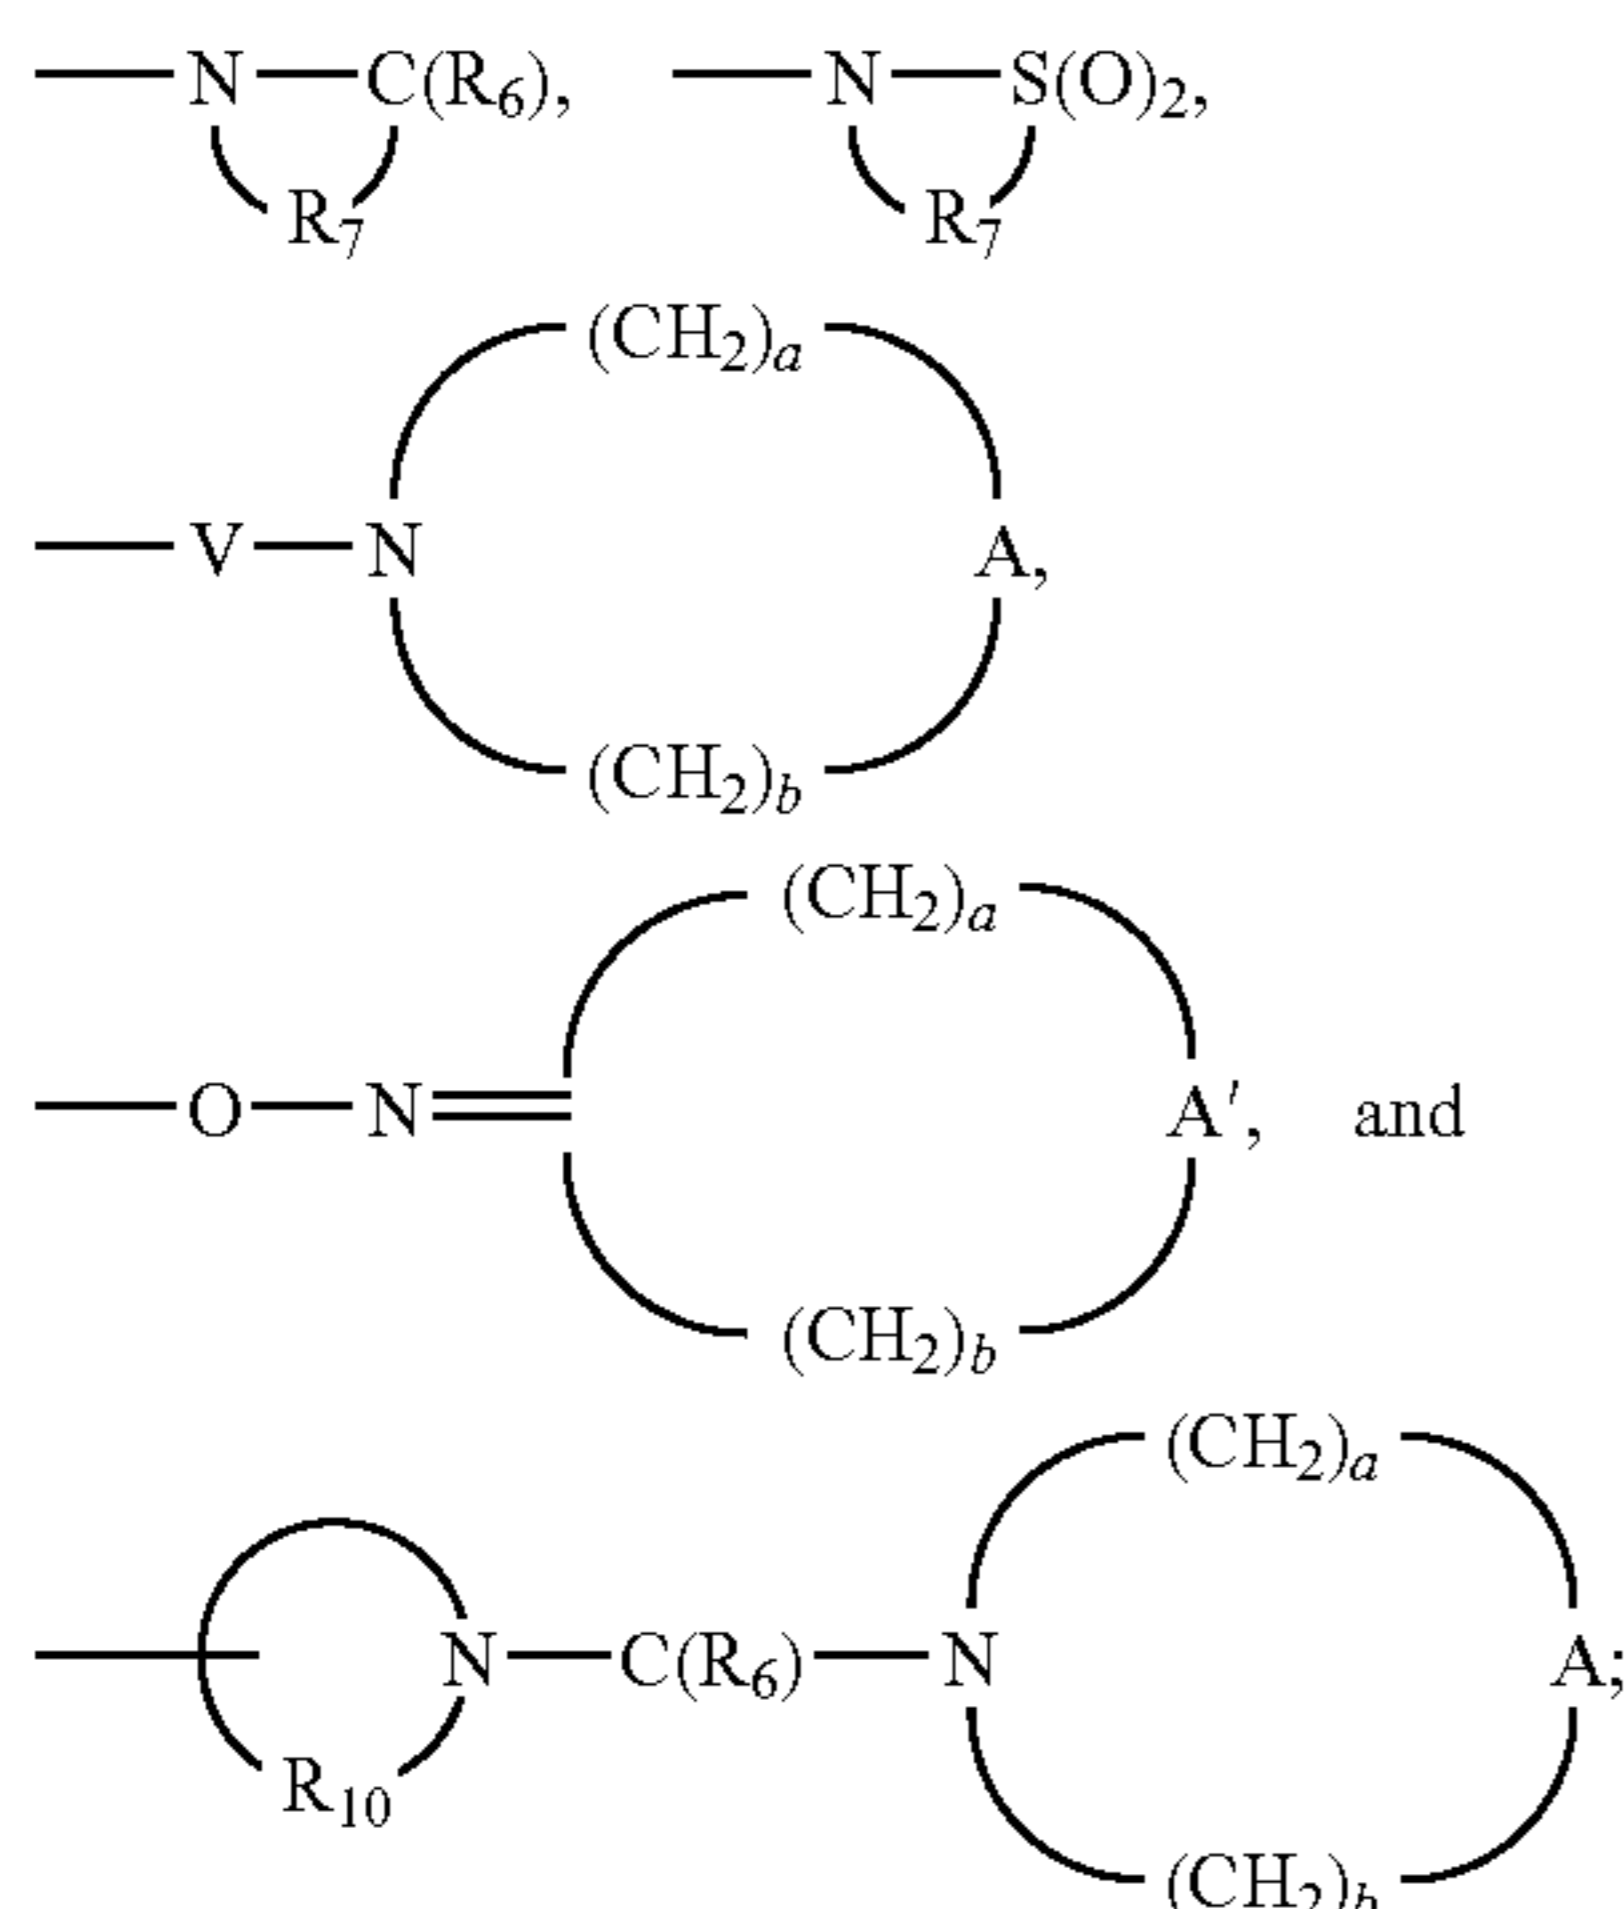 N C(R6), N S(O)2,
R7 R7
(CH2)a
V N A,
(CH2)b
(CH2)a
O N A', and
(CH2)b
(CH2)a
N C(R6) N A;
R10
(CH2)b